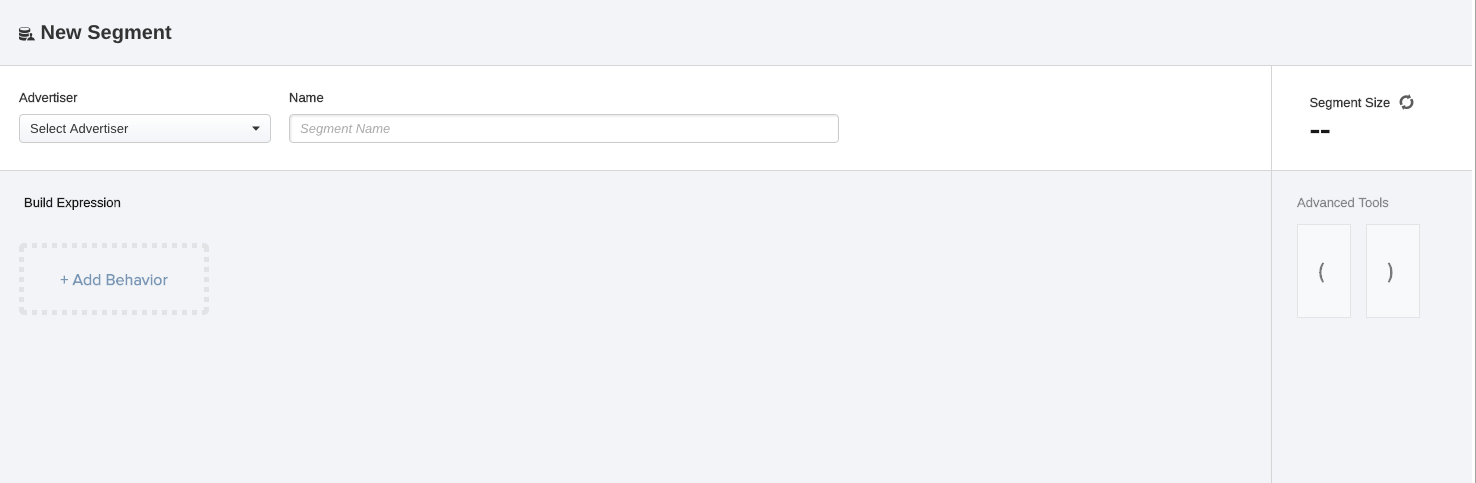 New Segment
Advertiser
Name
Select Advertiser
Segment Name
Segment Size
--
Build Expression
Advanced Tools
+ Add Behavior
( )